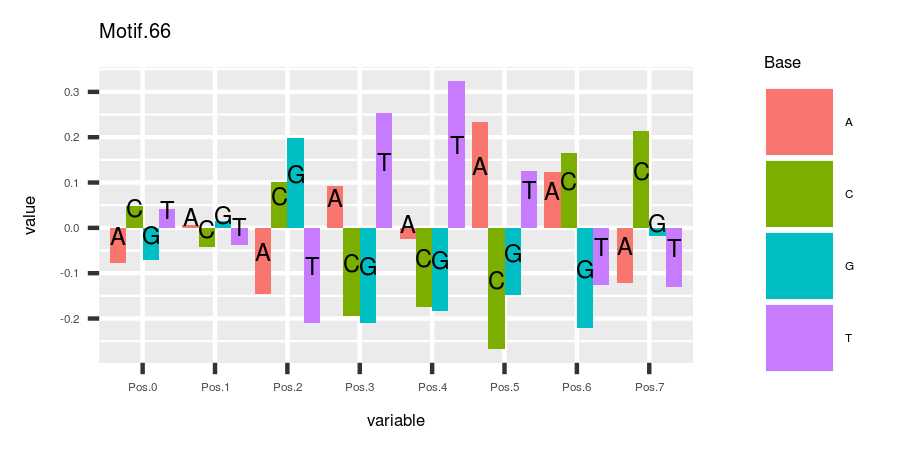 Motif.66
value
0.3
0.2
0.1
0.0
-0.1
-0.2
A C G T A C G T A C G T A C G T A C G T A C G T A C G T A C G T
Pos.0 Pos.1 Pos.2 Pos.3 Pos.4 Pos.5 Pos.6 Pos.7
variable
Base
A
C
G
T